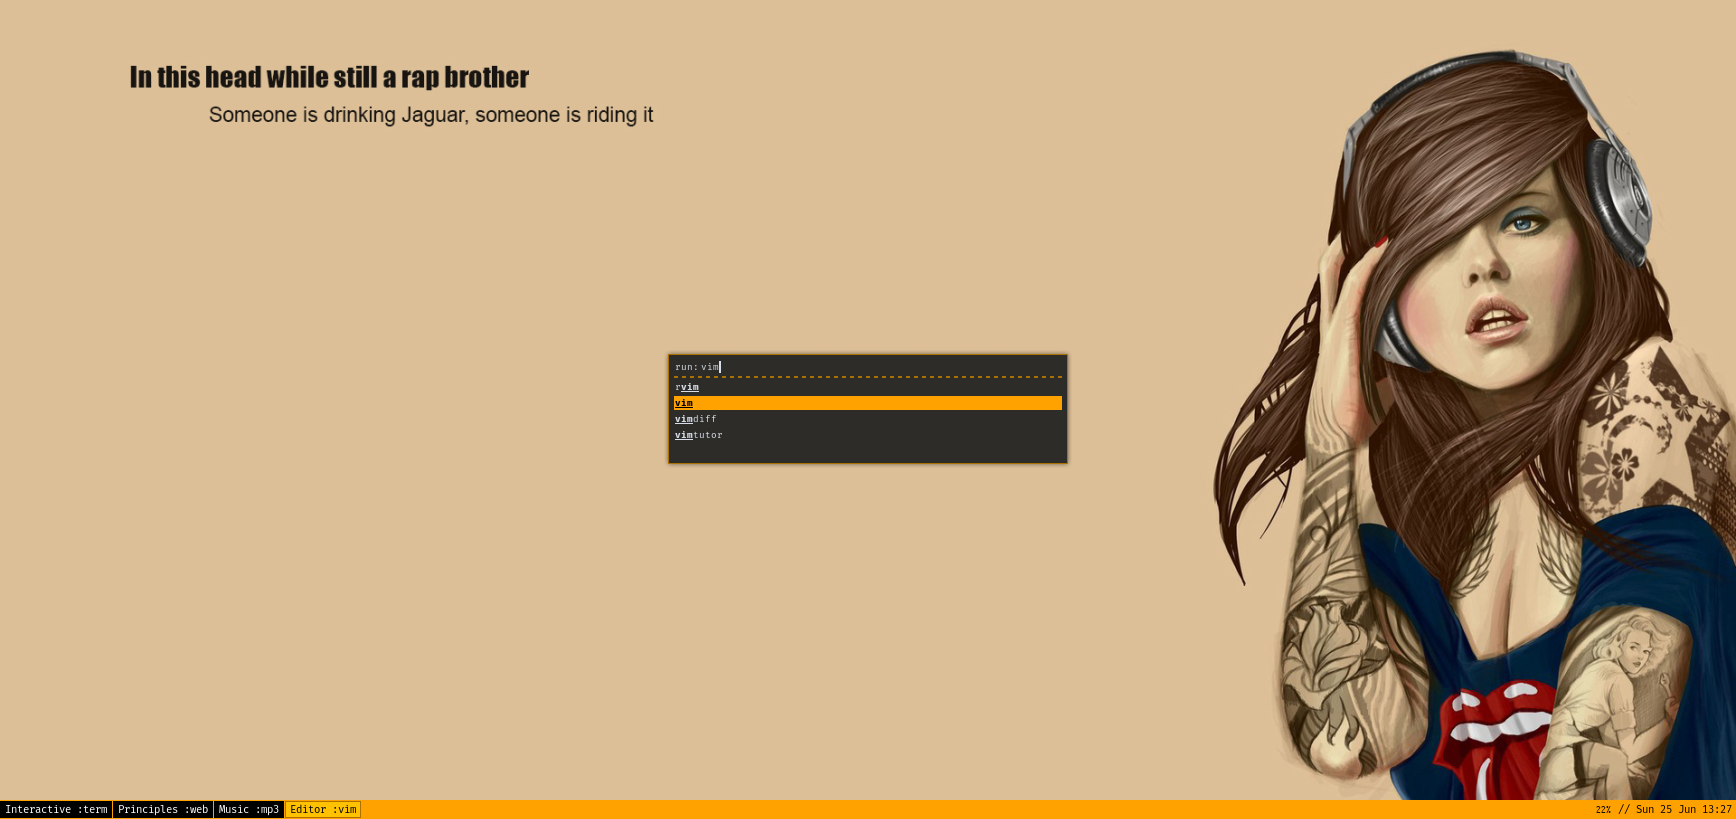 In this head while still a rap brother
Someone is drinking Jaguar, someone is riding it
run: vim
rvim
vim
vimdiff
vimtutor
Interactive :term Principles :web Music :mp3 Editor :vim 22% // Sun 25 Jun 13:27